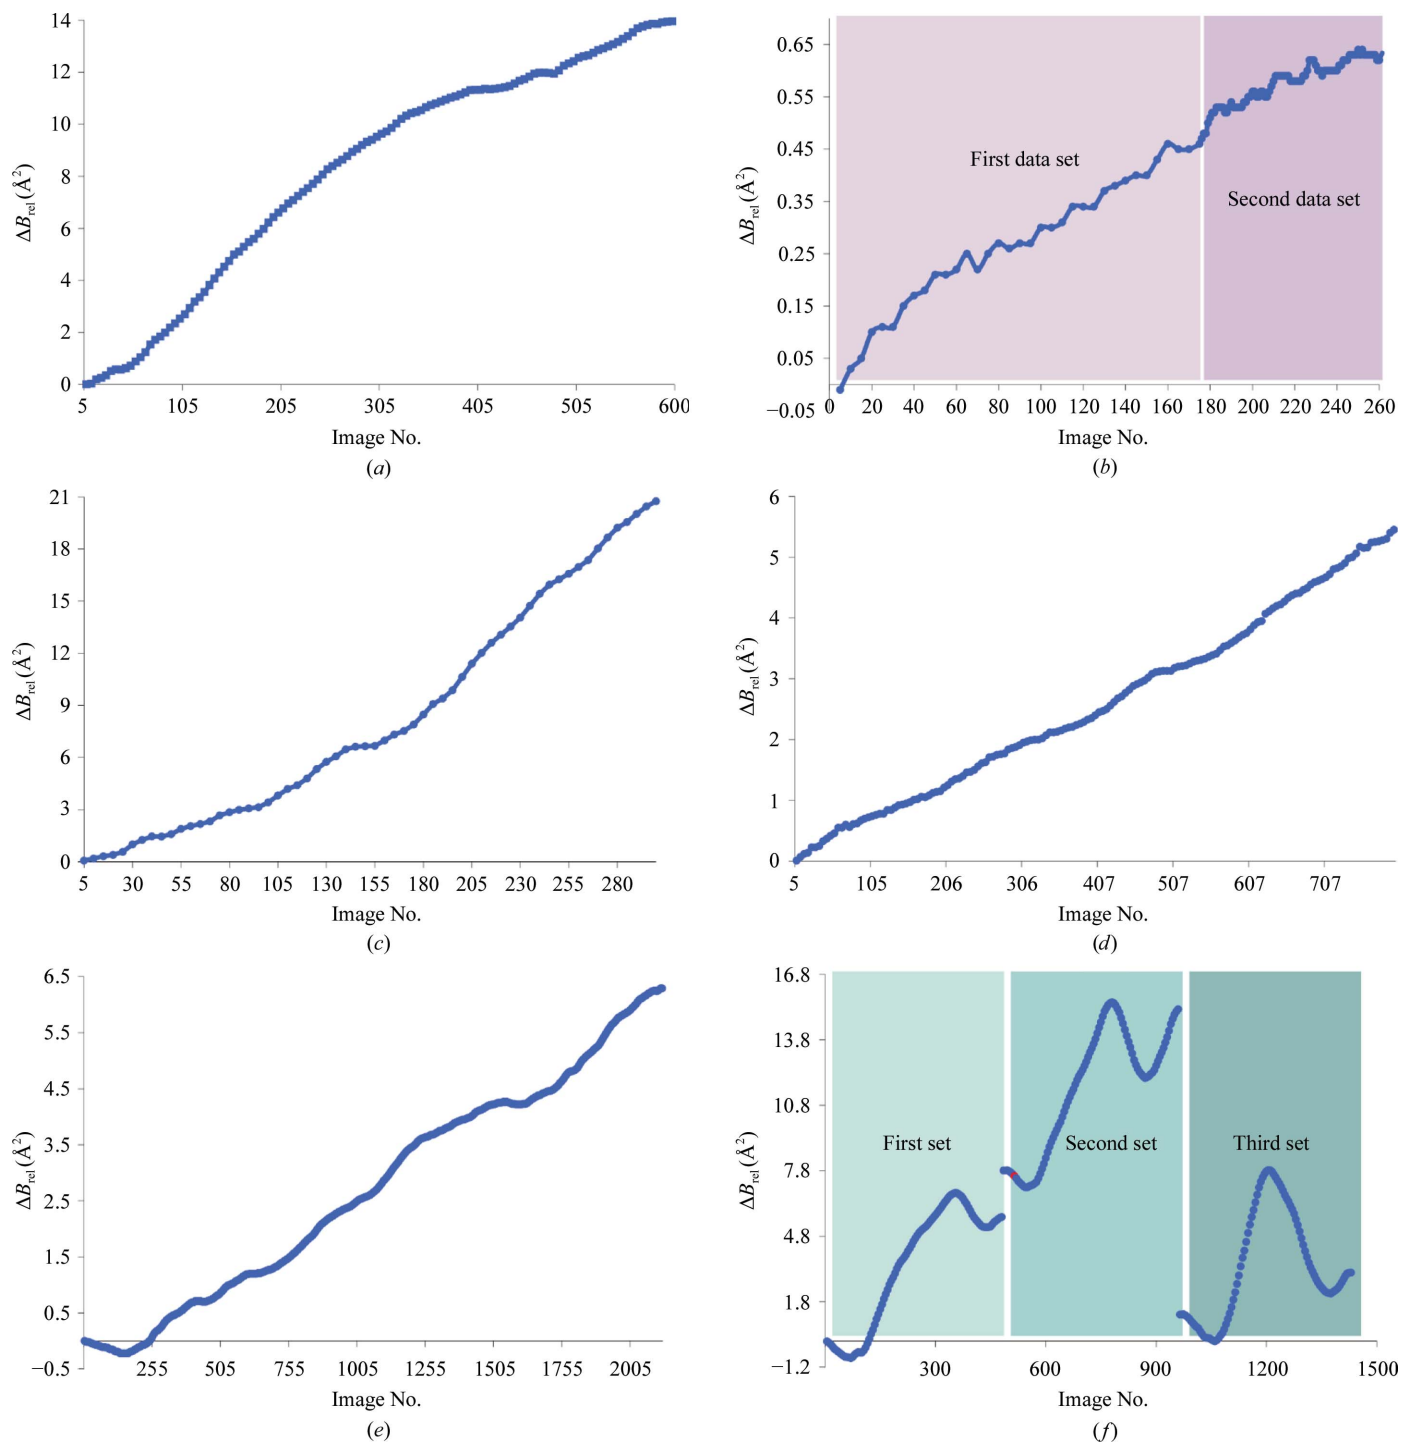 14
12
10
8
6
4
2
0
ΔB_rel (Å²)
5 105 205 305 405 505 600
Image No.
(a)
0.65
0.55
0.45
0.35
0.25
0.15
0.05
−0.05
ΔB_rel (Å²)
First data set
Second data set
0 20 40 60 80 100 120 140 160 180 200 220 240 260
Image No.
(b)
21
18
15
12
9
6
3
0
ΔB_rel (Å²)
5 30 55 80 105 130 155 180 205 230 255 280
Image No.
(c)
6
5
4
3
2
1
0
ΔB_rel (Å²)
5 105 206 306 407 507 607 707
Image No.
(d)
6.5
5.5
4.5
3.5
2.5
1.5
0.5
−0.5
ΔB_rel (Å²)
255 505 755 1005 1255 1505 1755 2005
Image No.
(e)
16.8
13.8
10.8
7.8
4.8
1.8
-1.2
ΔB_rel (Å²)
First set
Second set
Third set
300 600 900 1200 1500
Image No.
(f)